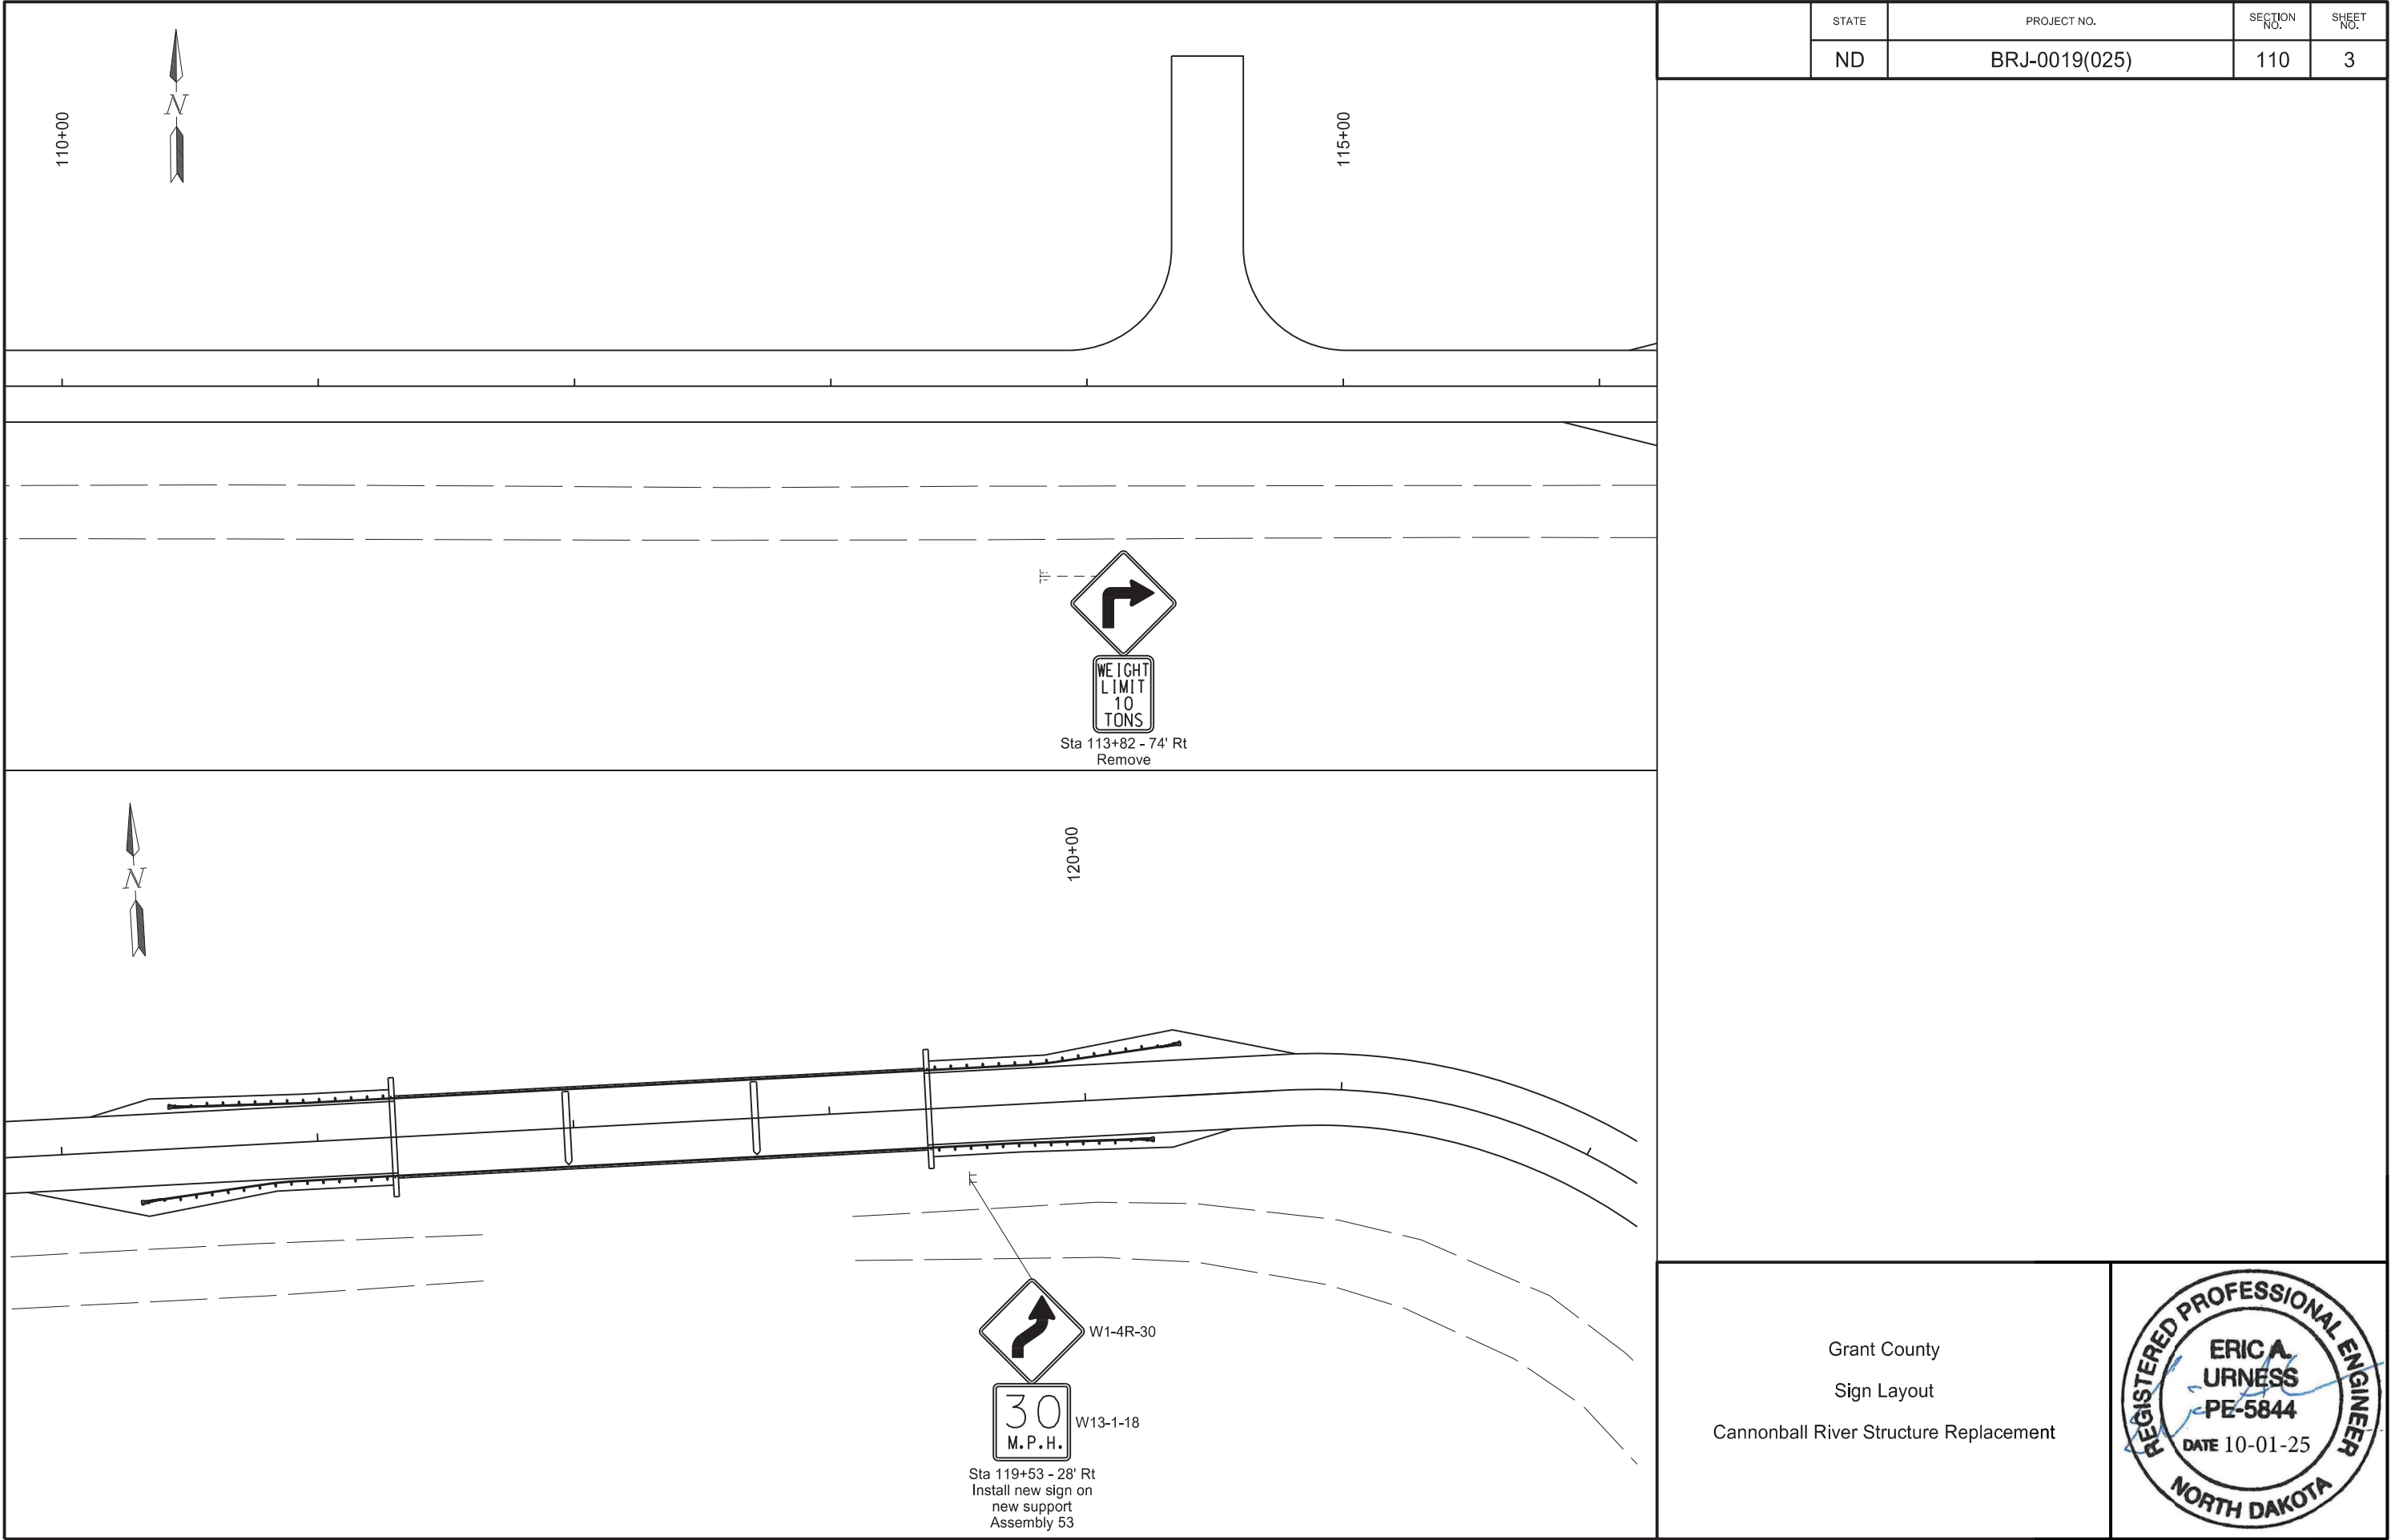 STATE
PROJECT NO.
SECTION NO.
SHEET NO.
ND
BRJ-0019(025)
110
3
N
110+00
115+00
WEIGHT
LIMIT
10
TONS
Sta 113+82 - 74' Rt
Remove
N
120+00
W1-4R-30
30
M.P.H.
W13-1-18
Sta 119+53 - 28' Rt
Install new sign on
new support
Assembly 53
Grant County
Sign Layout
Cannonball River Structure Replacement
REGISTERED PROFESSIONAL ENGINEER
ERIC A.
URNESS
PE-5844
DATE 10-01-25
NORTH DAKOTA